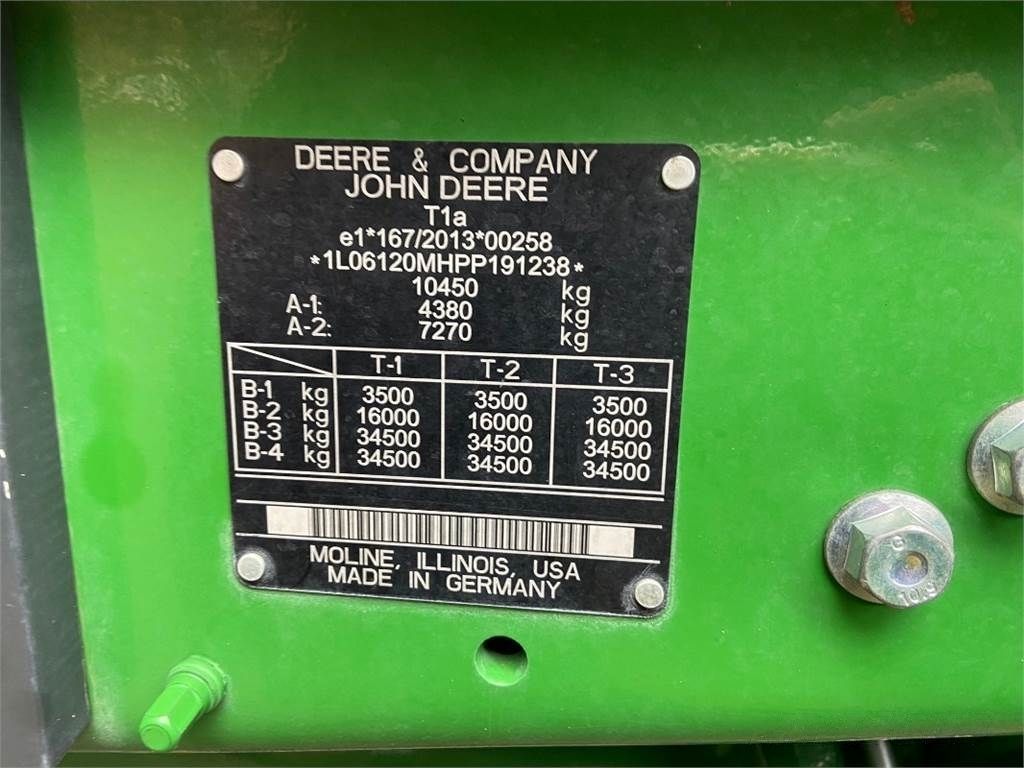 DEERE & COMPANY
JOHN DEERE
T1a
e1*167/2013*00258
*1L06120MHPP191238*
10450 kg
A-1: 4380 kg
A-2: 7270 kg
T-1 T-2 T-3
B-1 kg 3500 3500 3500
B-2 kg 16000 16000 16000
B-3 kg 34500 34500 34500
B-4 kg 34500 34500 34500
MOLINE, ILLINOIS, USA
MADE IN GERMANY
G
10.9